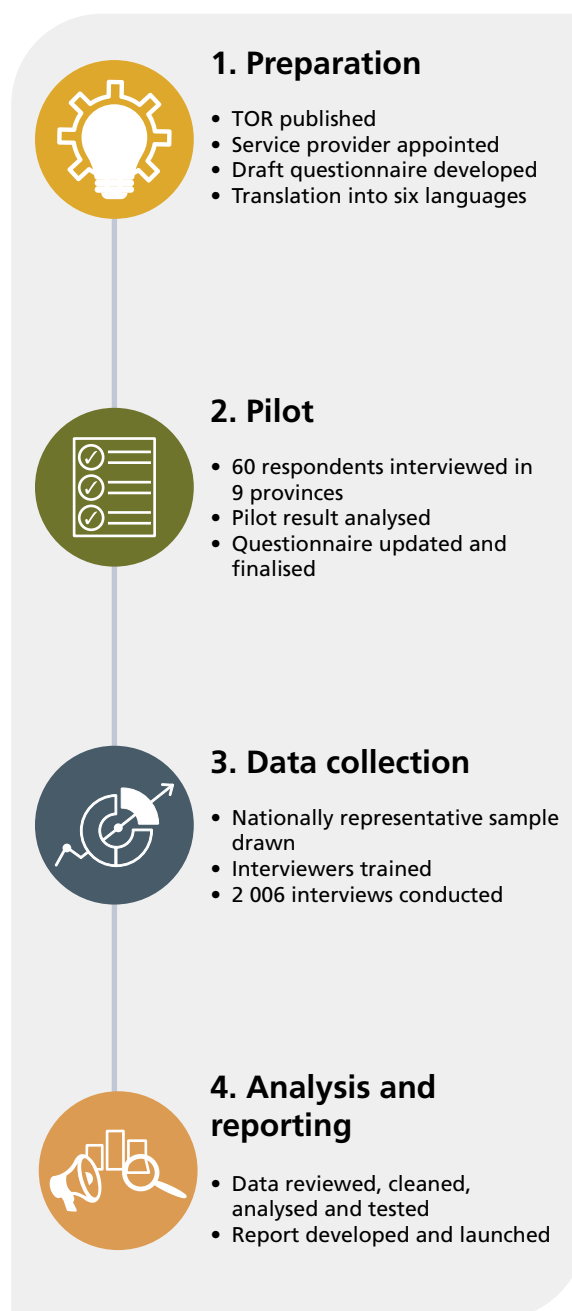 1. Preparation
• TOR published
• Service provider appointed
• Draft questionnaire developed
• Translation into six languages
2. Pilot
• 60 respondents interviewed in
9 provinces
• Pilot result analysed
• Questionnaire updated and
finalised
3. Data collection
• Nationally representative sample
drawn
• Interviewers trained
• 2 006 interviews conducted
4. Analysis and
reporting
• Data reviewed, cleaned,
analysed and tested
• Report developed and launched